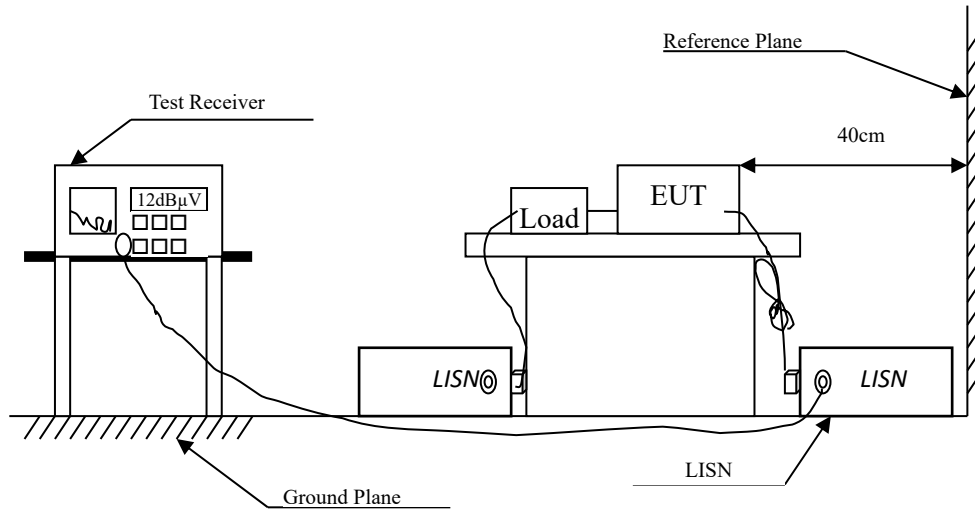 Reference Plane
Test Receiver
40cm
12dBµV
EUT
Load
LISN
LISN
LISN
Ground Plane